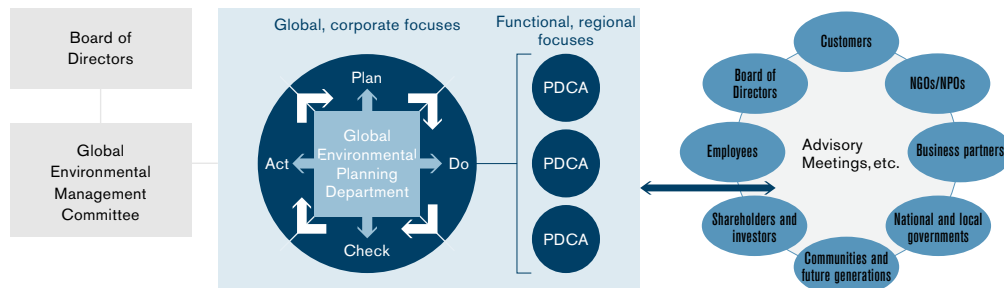 Board of
Directors
Global
Environmental
Management
Committee
Global, corporate focuses
Plan
Act
Global
Environmental
Planning
Department
Do
Check
Functional, regional
focuses
PDCA
PDCA
PDCA
Customers
Board of
Directors
NGOs/NPOs
Employees
Advisory
Meetings, etc.
Business partners
Shareholders and
investors
National and local
governments
Communities and
future generations